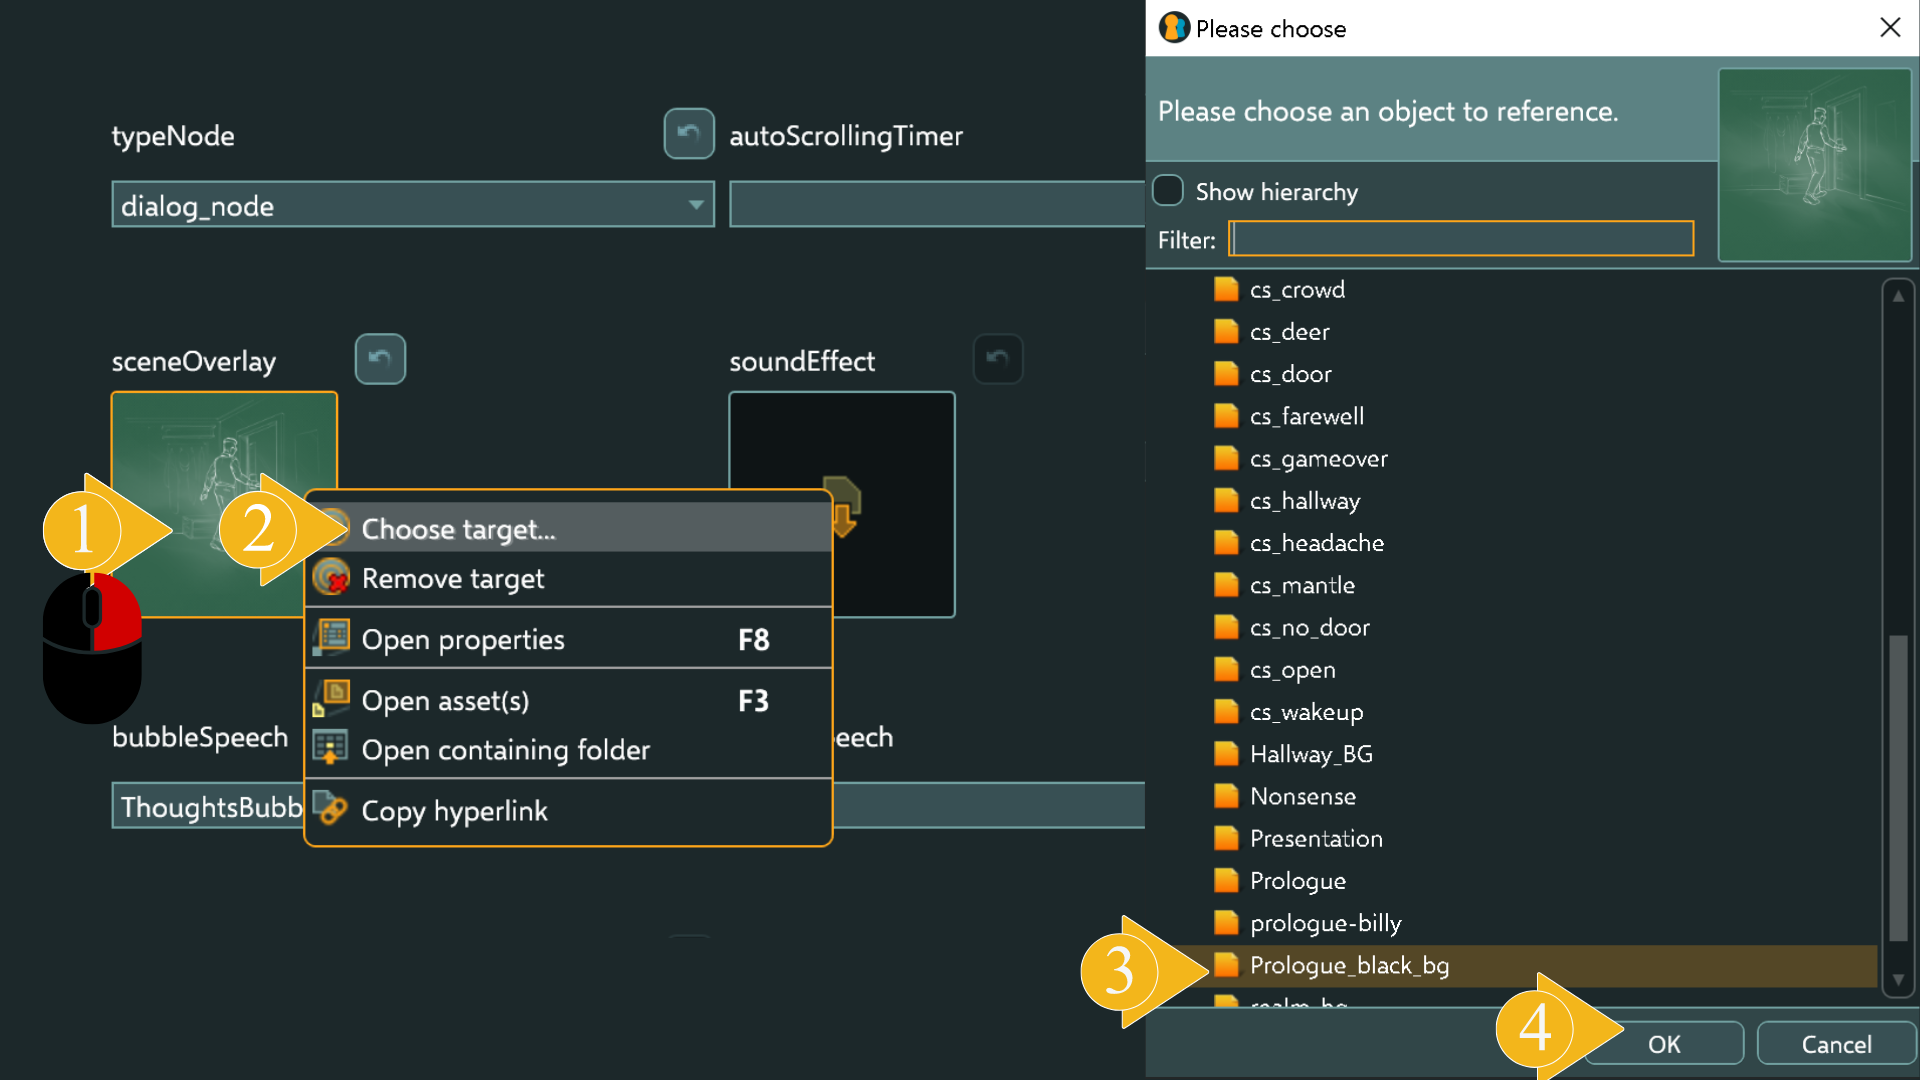 typeNode
autoScrollingTimer
dialog_node
sceneOverlay
soundEffect
1
2
Choose target...
Remove target
Open properties F8
Open asset(s) F3
Open containing folder
Copy hyperlink
bubbleSpeech
eech
ThoughtsBubb
Please choose
Please choose an object to reference.
Show hierarchy
Filter:
cs_crowd
cs_deer
cs_door
cs_farewell
cs_gameover
cs_hallway
cs_headache
cs_mantle
cs_no_door
cs_open
cs_wakeup
Hallway_BG
Nonsense
Presentation
Prologue
prologue-billy
3
Prologue_black_bg
realm_bg
4
OK
Cancel